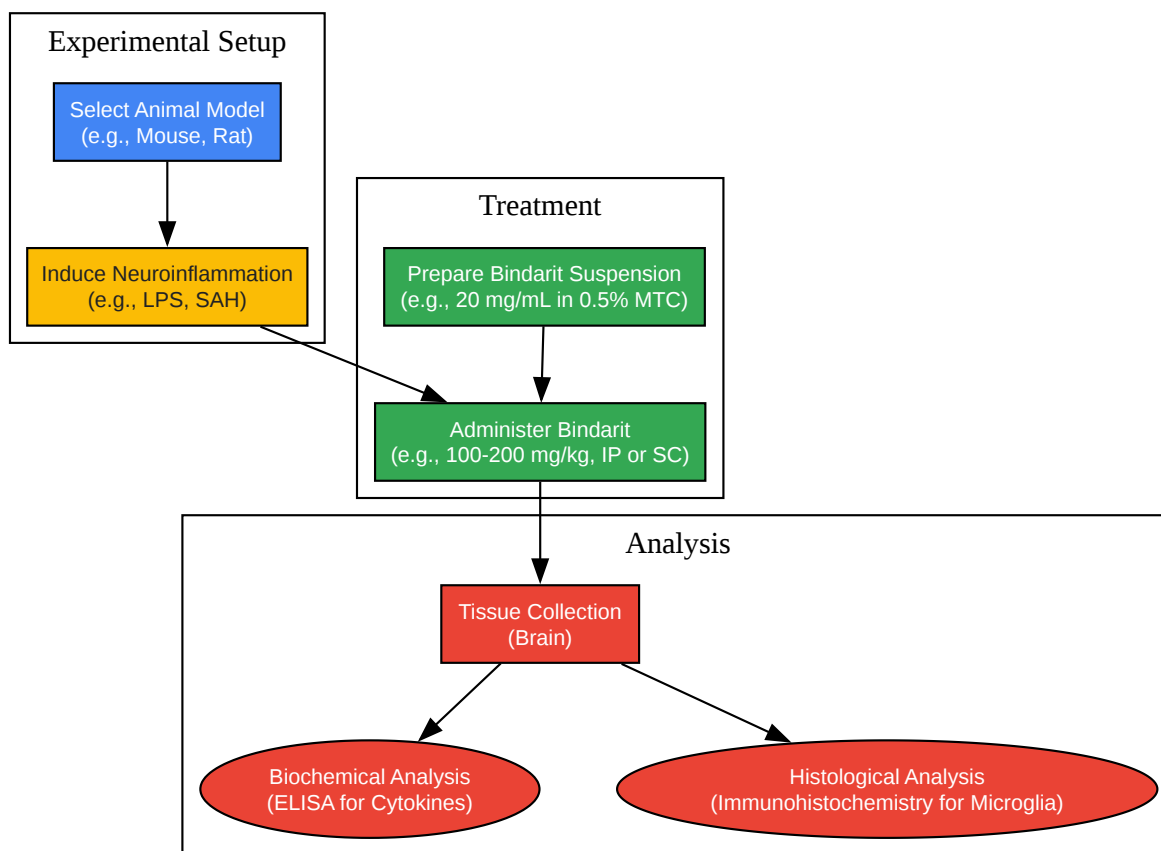 Experimental Setup
Select Animal Model
(e.g., Mouse, Rat)
Induce Neuroinflammation
(e.g., LPS, SAH)
Treatment
Prepare Bindarit Suspension
(e.g., 20 mg/mL in 0.5% MTC)
Administer Bindarit
(e.g., 100-200 mg/kg, IP or SC)
Analysis
Tissue Collection
(Brain)
Biochemical Analysis
(ELISA for Cytokines)
Histological Analysis
(Immunohistochemistry for Microglia)